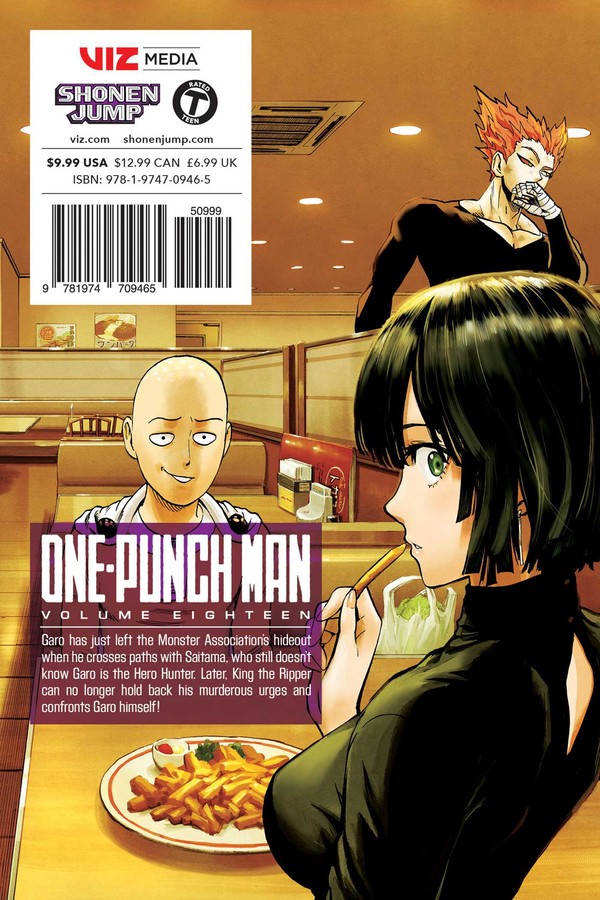 VIZ MEDIA
SHONEN
JUMP
RATED
T
TEEN
viz.com shonenjump.com
$9.99 USA $12.99 CAN £6.99 UK
ISBN: 978-1-9747-0946-5
50999
9 781974 709465
ONE-PUNCH MAN
VOLUME EIGHTEEN
Garo has just left the Monster Association's hideout
when he crosses paths with Saitama, who still doesn't
know Garo is the Hero Hunter. Later, King the Ripper
can no longer hold back his murderous urges and
confronts Garo himself!